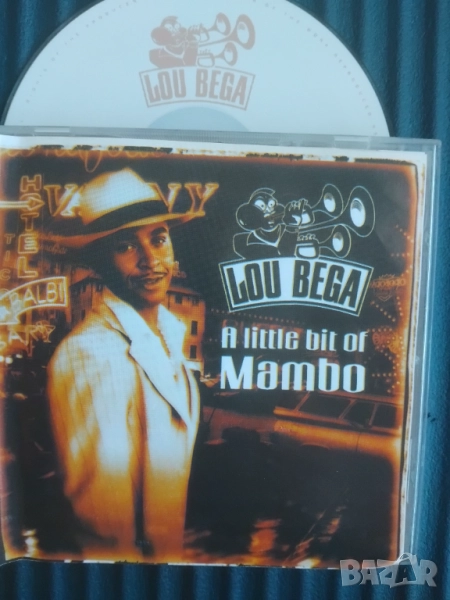 LOU BEGA
HOTEL
LOU BEGA
A little bit of
Mambo
BAZAR